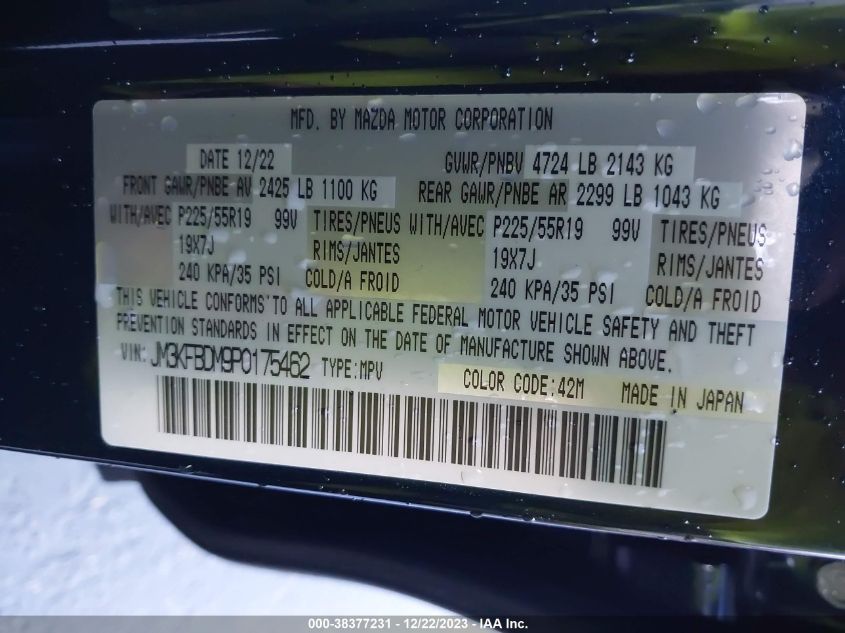 MFD. BY MAZDA MOTOR CORPORATION
DATE 12/22 GVWR/PNBV 4724 LB 2143 KG
FRONT GAWR/PNBE AV 2425 LB 1100 KG REAR GAWR/PNBE AR 2299 LB 1043 KG
WITH/AVEC P225/55R19 99V TIRES/PNEUS WITH/AVEC P225/55R19 99V TIRES/PNEUS
19X7J RIMS/JANTES 19X7J RIMS/JANTES
240 KPA/35 PSI COLD/A FROID 240 KPA/35 PSI COLD/A FROID
THIS VEHICLE CONFORMS TO ALL APPLICABLE FEDERAL MOTOR VEHICLE SAFETY AND THEFT
PREVENTION STANDARDS IN EFFECT ON THE DATE OF MANUFACTURE SHOWN ABOVE.
VIN: JM3KFBDM9P0175462 TYPE:MPV COLOR CODE:42M MADE IN JAPAN
000-38377231 - 12/22/2023 - IAA Inc.